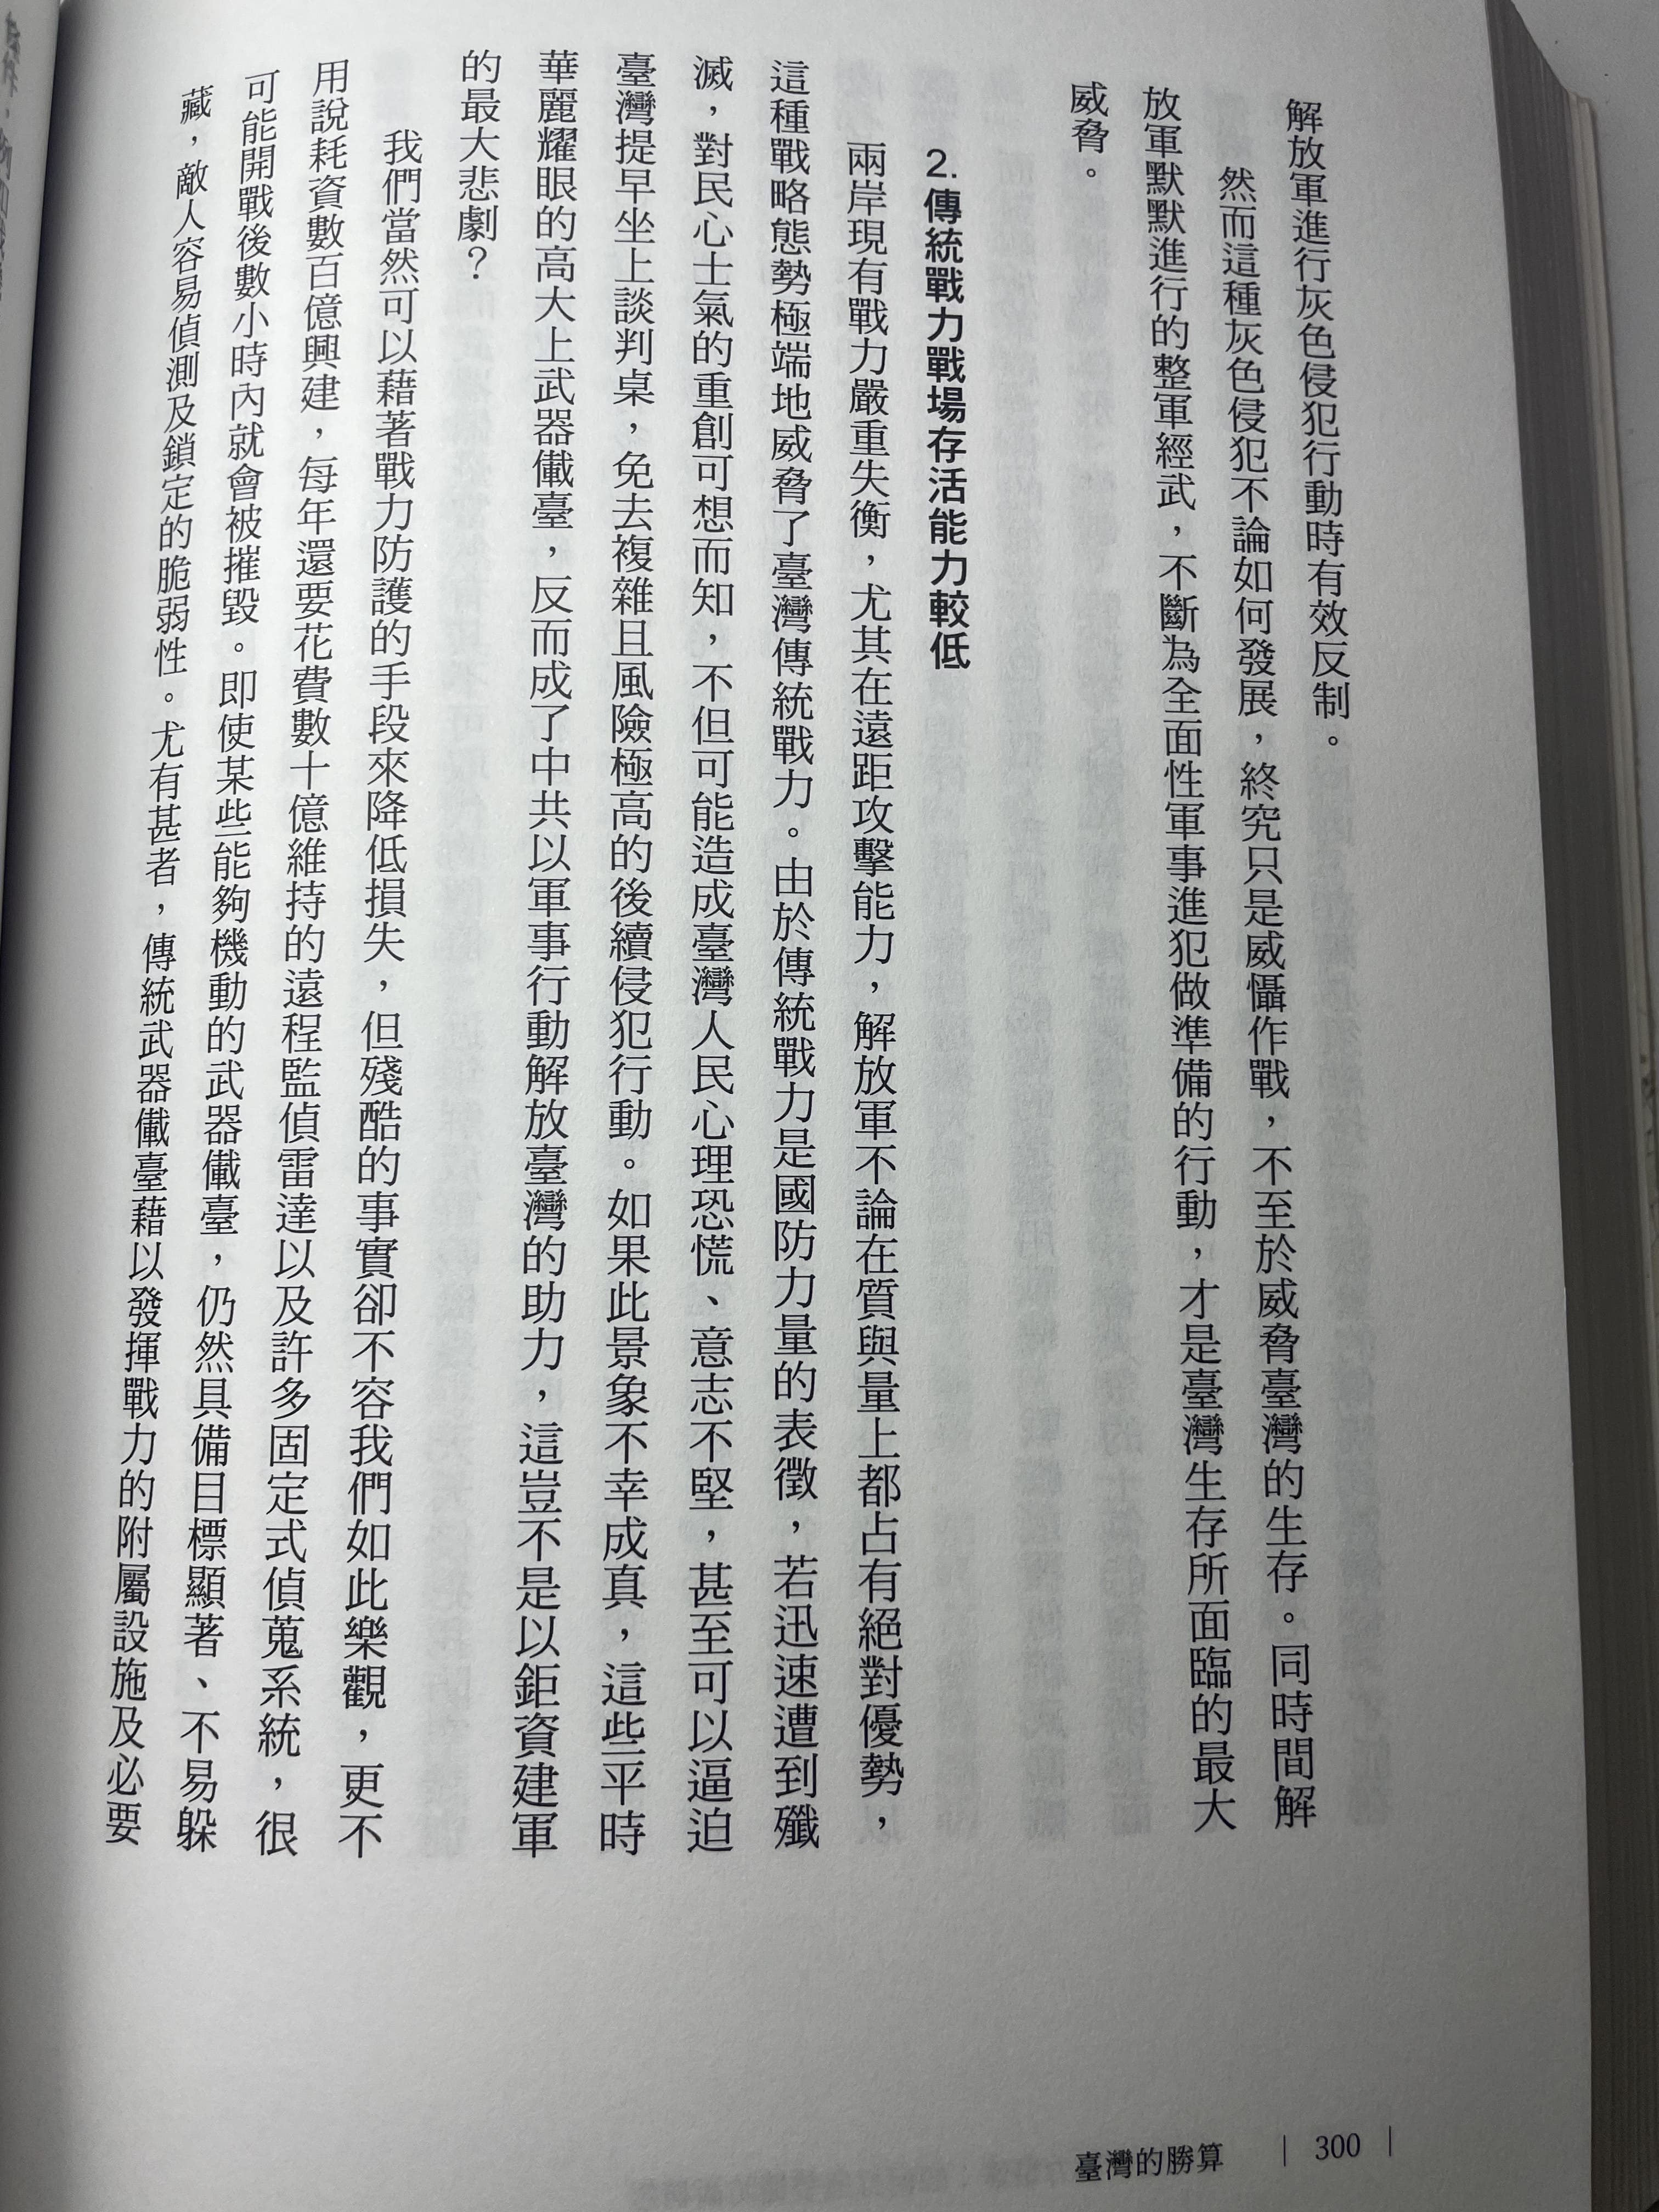 解放軍進行灰色侵犯行動時有效反制。
然而這種灰色侵犯不論如何發展，終究只是威懾作戰，不至於威脅臺灣的生存。同時間解
放軍默默進行的整軍經武，不斷為全面性軍事進犯做準備的行動，才是臺灣生存所面臨的最大
威脅。
2. 傳統戰力戰場存活能力較低
兩岸現有戰力嚴重失衡，尤其在遠距攻擊能力，解放軍不論在質與量上都占有絕對優勢，
這種戰略態勢極端地威脅了臺灣傳統戰力。由於傳統戰力是國防力量的表徵，若迅速遭到殲
滅，對民心士氣的重創可想而知，不但可能造成臺灣人民心理恐慌、意志不堅，甚至可以逼迫
臺灣提早坐上談判桌，免去複雜且風險極高的後續侵犯行動。如果此景象不幸成真，這些平時
華麗耀眼的高大上武器儎臺，反而成了中共以軍事行動解放臺灣的助力，這豈不是以鉅資建軍
的最大悲劇？
我們當然可以藉著戰力防護的手段來降低損失，但殘酷的事實卻不容我們如此樂觀，更不
用說耗資數百億興建，每年還要花費數十億維持的遠程監偵雷達以及許多固定式偵蒐系統，很
可能開戰後數小時內就會被摧毀。即使某些能夠機動的武器儎臺，仍然具備目標顯著、不易躲
藏，敵人容易偵測及鎖定的脆弱性。尤有甚者，傳統武器儎臺藉以發揮戰力的附屬設施及必要
臺灣的勝算 | 300 |